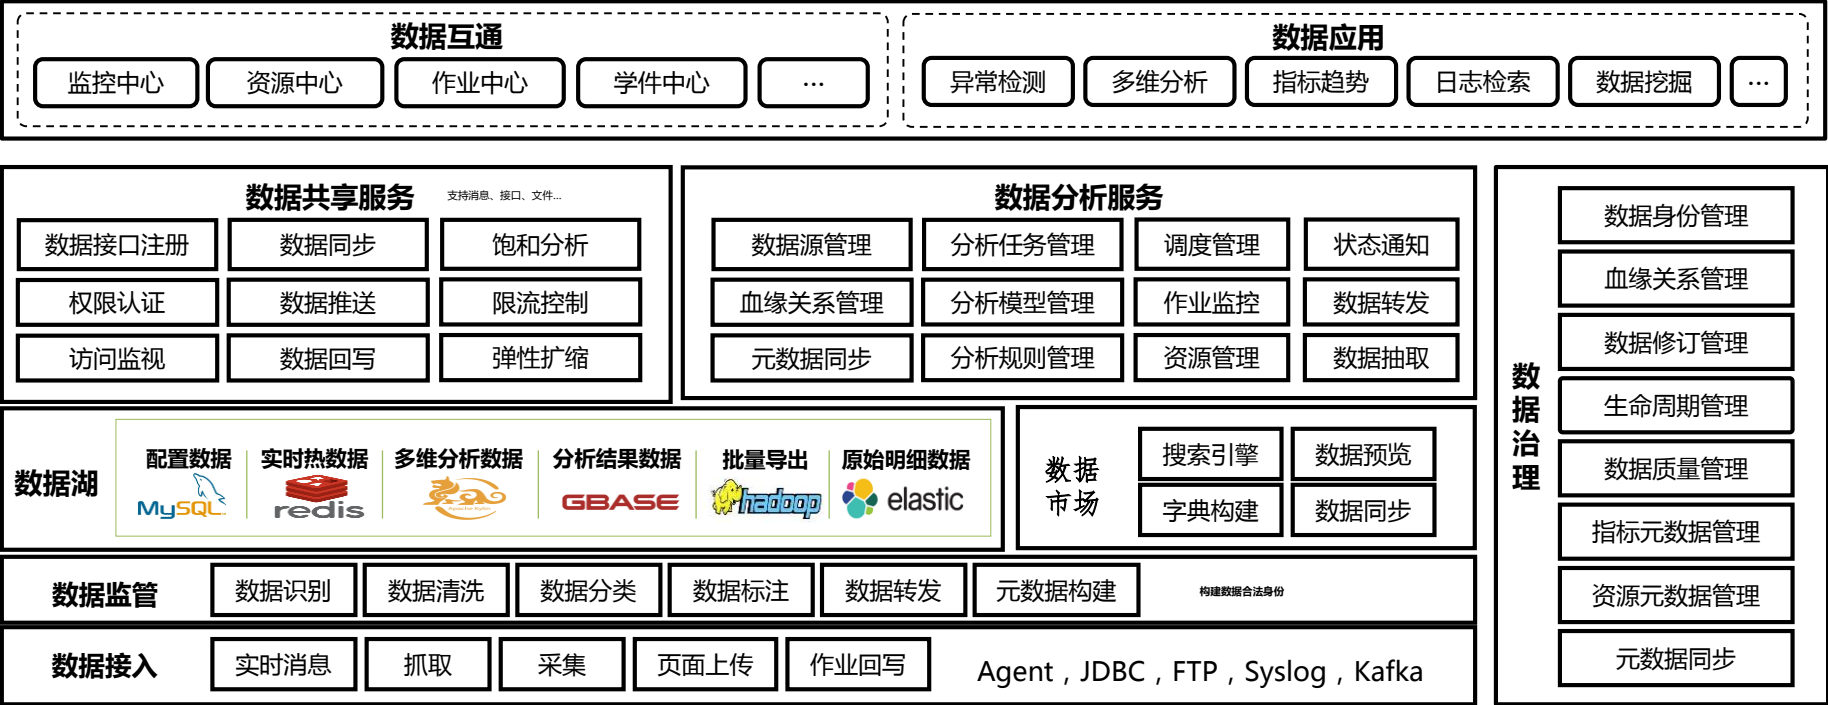 数据互通
监控中心
资源中心
作业中心
学件中心
...
数据应用
异常检测
多维分析
指标趋势
日志检索
数据挖掘
...
数据共享服务
支持消息、接口、文件...
数据接口注册
数据同步
饱和分析
权限认证
数据推送
限流控制
访问监视
数据回写
弹性扩缩
数据分析服务
数据源管理
分析任务管理
调度管理
状态通知
血缘关系管理
分析模型管理
作业监控
数据转发
元数据同步
分析规则管理
资源管理
数据抽取
数据湖
配置数据
MySQL
实时热数据
redis
多维分析数据
Apache Kylin
分析结果数据
GBASE
批量导出
hadoop
原始明细数据
elastic
数据
市场
搜索引擎
数据预览
字典构建
数据同步
数据监管
数据识别
数据清洗
数据分类
数据标注
数据转发
元数据构建
构建数据合法身份
数据接入
实时消息
抓取
采集
页面上传
作业回写
Agent，JDBC，FTP，Syslog，Kafka
数据治理
数据身份管理
血缘关系管理
数据修订管理
生命周期管理
数据质量管理
指标元数据管理
资源元数据管理
元数据同步